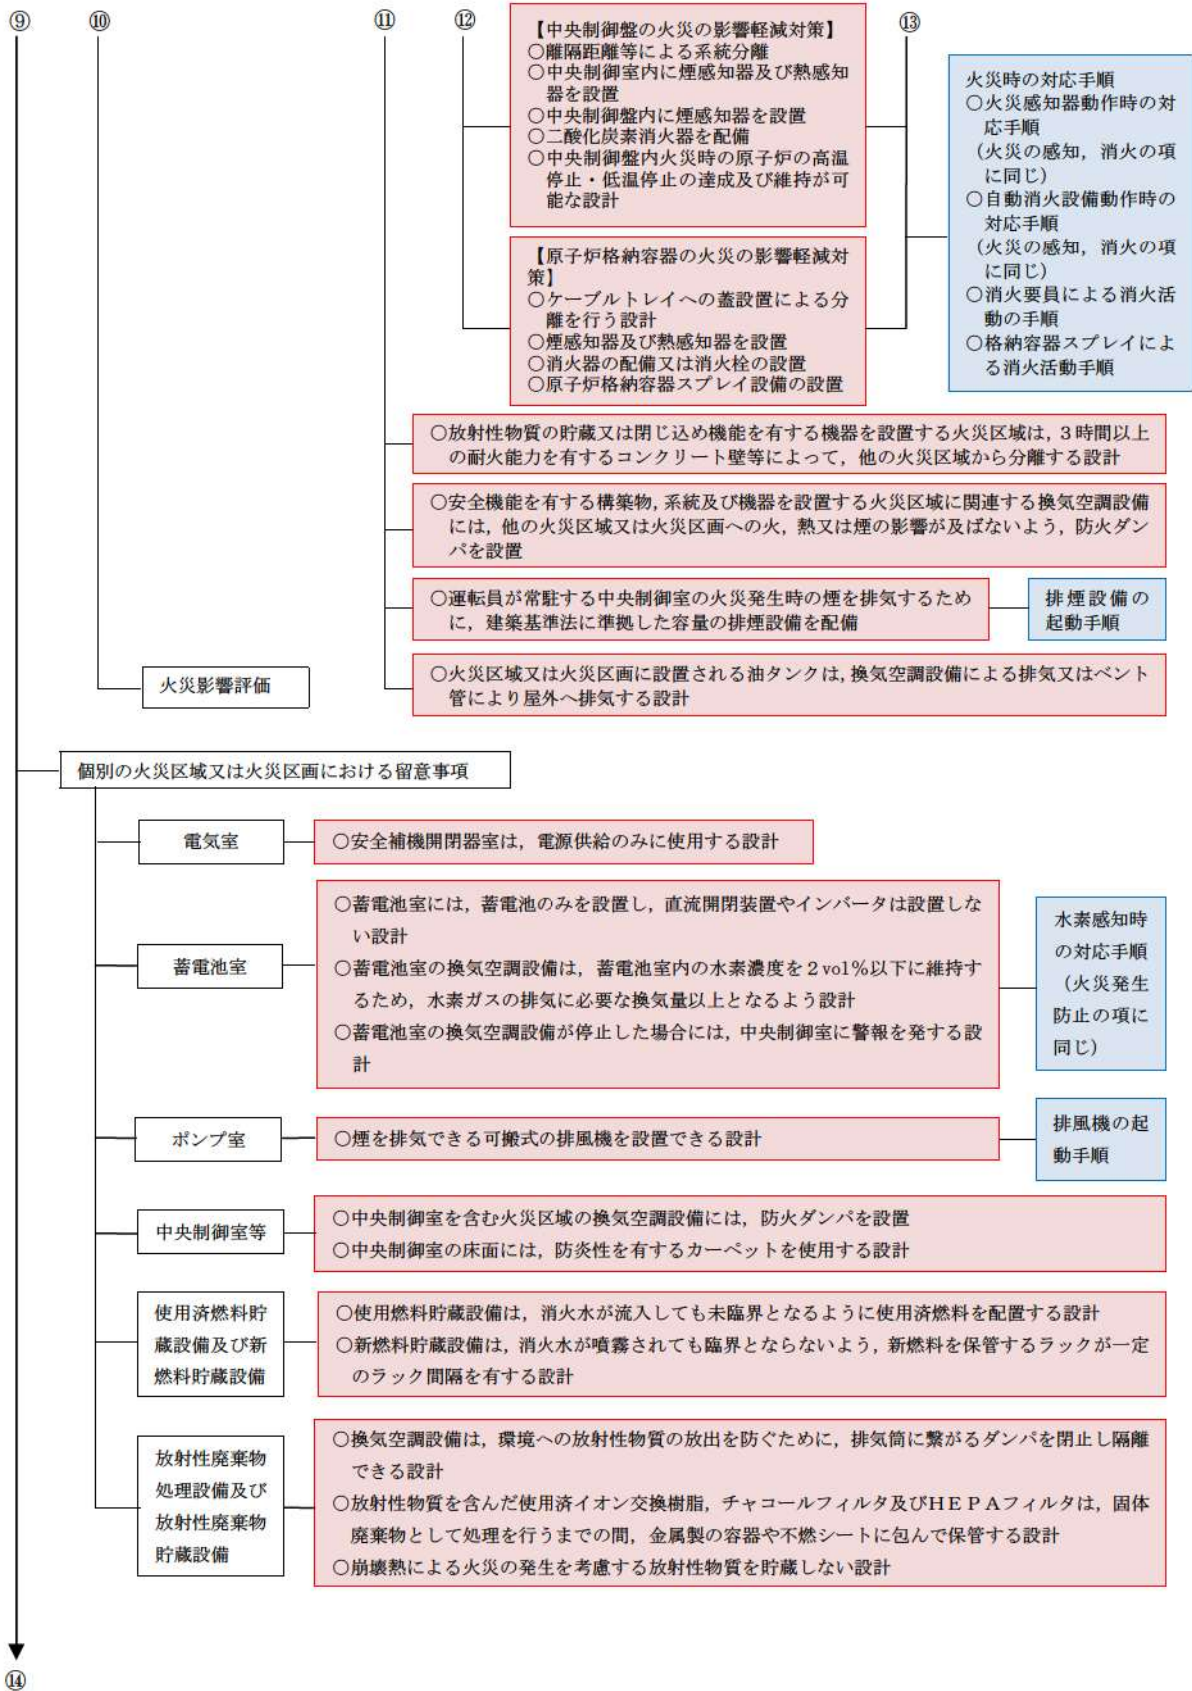 ⑨
⑩
⑪
⑫
⑬
【中央制御盤の火災の影響軽減対策】
○離隔距離等による系統分離
○中央制御室内に煙感知器及び熱感知
器を設置
○中央制御盤内に煙感知器を設置
○二酸化炭素消火器を配備
○中央制御盤内火災時の原子炉の高温
停止・低温停止の達成及び維持が可
能な設計
火災時の対応手順
○火災感知器動作時の対
応手順
（火災の感知，消火の項
に同じ）
○自動消火設備動作時の
対応手順
（火災の感知，消火の項
に同じ）
○消火要員による消火活
動の手順
○格納容器スプレイによ
る消火活動手順
【原子炉格納容器の火災の影響軽減対
策】
○ケーブルトレイへの蓋設置による分
離を行う設計
○煙感知器及び熱感知器を設置
○消火器の配備又は消火栓の設置
○原子炉格納容器スプレイ設備の設置
○放射性物質の貯蔵又は閉じ込め機能を有する機器を設置する火災区域は，３時間以上
の耐火能力を有するコンクリート壁等によって，他の火災区域から分離する設計
○安全機能を有する構築物，系統及び機器を設置する火災区域に関連する換気空調設備
には，他の火災区域又は火災区画への火，熱又は煙の影響が及ばないよう，防火ダン
パを設置
○運転員が常駐する中央制御室の火災発生時の煙を排気するため
に，建築基準法に準拠した容量の排煙設備を配備
排煙設備の
起動手順
火災影響評価
○火災区域又は火災区画に設置される油タンクは，換気空調設備による排気又はベント
管により屋外へ排気する設計
個別の火災区域又は火災区画における留意事項
電気室
○安全補機開閉器室は，電源供給のみに使用する設計
蓄電池室
○蓄電池室には，蓄電池のみを設置し，直流開閉装置やインバータは設置しな
い設計
○蓄電池室の換気空調設備は，蓄電池室内の水素濃度を２vol％以下に維持す
るため，水素ガスの排気に必要な換気量以上となるよう設計
○蓄電池室の換気空調設備が停止した場合には，中央制御室に警報を発する設
計
水素感知時
の対応手順
（火災発生
防止の項に
同じ）
ポンプ室
○煙を排気できる可搬式の排風機を設置できる設計
排風機の起
動手順
中央制御室等
○中央制御室を含む火災区域の換気空調設備には，防火ダンパを設置
○中央制御室の床面には，防炎性を有するカーペットを使用する設計
使用済燃料貯
蔵設備及び新
燃料貯蔵設備
○使用燃料貯蔵設備は，消火水が流入しても未臨界となるように使用済燃料を配置する設計
○新燃料貯蔵設備は，消火水が噴霧されても臨界とならないよう，新燃料を保管するラックが一定
のラック間隔を有する設計
放射性廃棄物
処理設備及び
放射性廃棄物
貯蔵設備
○換気空調設備は，環境への放射性物質の放出を防ぐために，排気筒に繋がるダンパを閉止し隔離
できる設計
○放射性物質を含んだ使用済イオン交換樹脂，チャコールフィルタ及びＨＥＰＡフィルタは，固体
廃棄物として処理を行うまでの間，金属製の容器や不燃シートに包んで保管する設計
○崩壊熱による火災の発生を考慮する放射性物質を貯蔵しない設計
⑭